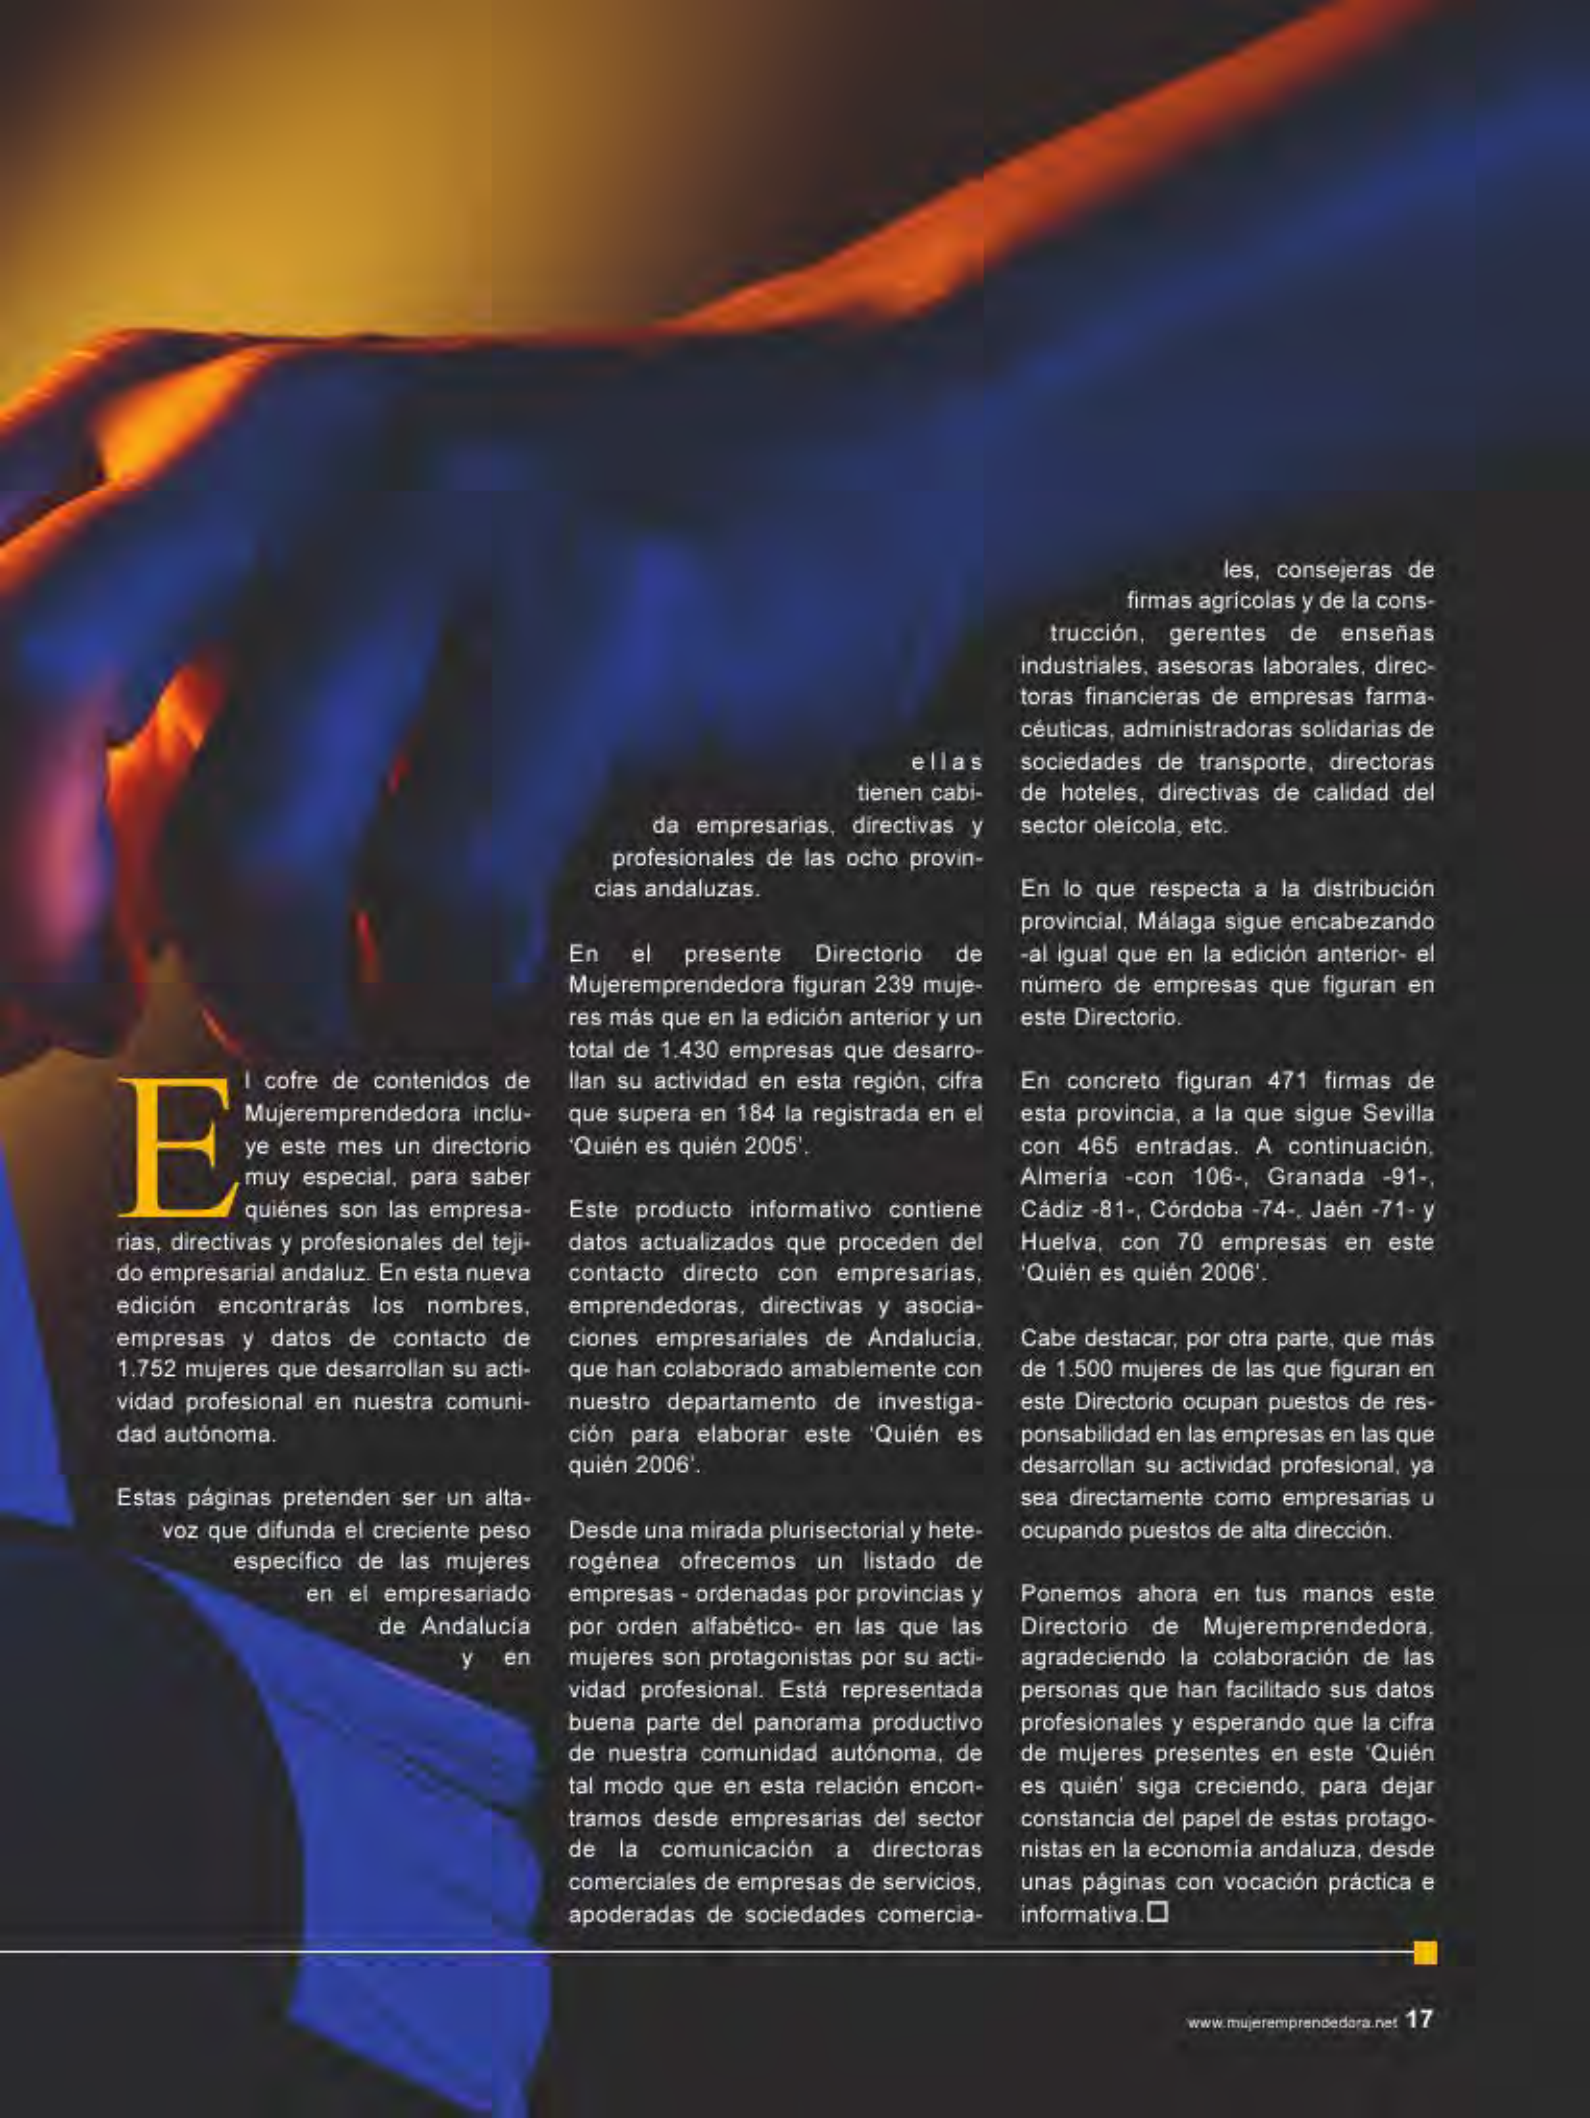 El cofre de contenidos de
Mujeremprendedora inclu-
ye este mes un directorio
muy especial, para saber
quiénes son las empresa-
rias, directivas y profesionales del teji-
do empresarial andaluz. En esta nueva
edición encontrarás los nombres,
empresas y datos de contacto de
1.752 mujeres que desarrollan su acti-
vidad profesional en nuestra comuni-
dad autónoma.
Estas páginas pretenden ser un alta-
voz que difunda el creciente peso
específico de las mujeres
en el empresariado
de Andalucía
y en
ellas
tienen cabi-
da empresarias, directivas y
profesionales de las ocho provin-
cias andaluzas.
En el presente Directorio de
Mujeremprendedora figuran 239 muje-
res más que en la edición anterior y un
total de 1.430 empresas que desarro-
llan su actividad en esta región, cifra
que supera en 184 la registrada en el
‘Quién es quién 2005’.
Este producto informativo contiene
datos actualizados que proceden del
contacto directo con empresarias,
emprendedoras, directivas y asocia-
ciones empresariales de Andalucía,
que han colaborado amablemente con
nuestro departamento de investiga-
ción para elaborar este ‘Quién es
quién 2006’.
Desde una mirada plurisectorial y hete-
rogénea ofrecemos un listado de
empresas - ordenadas por provincias y
por orden alfabético- en las que las
mujeres son protagonistas por su acti-
vidad profesional. Está representada
buena parte del panorama productivo
de nuestra comunidad autónoma, de
tal modo que en esta relación encon-
tramos desde empresarias del sector
de la comunicación a directoras
comerciales de empresas de servicios,
apoderadas de sociedades comercia-
les, consejeras de
firmas agrícolas y de la cons-
trucción, gerentes de enseñas
industriales, asesoras laborales, direc-
toras financieras de empresas farma-
céuticas, administradoras solidarias de
sociedades de transporte, directoras
de hoteles, directivas de calidad del
sector oleícola, etc.
En lo que respecta a la distribución
provincial, Málaga sigue encabezando
-al igual que en la edición anterior- el
número de empresas que figuran en
este Directorio.
En concreto figuran 471 firmas de
esta provincia, a la que sigue Sevilla
con 465 entradas. A continuación,
Almería -con 106-, Granada -91-,
Cádiz -81-, Córdoba -74-, Jaén -71- y
Huelva, con 70 empresas en este
‘Quién es quién 2006’.
Cabe destacar, por otra parte, que más
de 1.500 mujeres de las que figuran en
este Directorio ocupan puestos de res-
ponsabilidad en las empresas en las que
desarrollan su actividad profesional, ya
sea directamente como empresarias u
ocupando puestos de alta dirección.
Ponemos ahora en tus manos este
Directorio de Mujeremprendedora,
agradeciendo la colaboración de las
personas que han facilitado sus datos
profesionales y esperando que la cifra
de mujeres presentes en este ‘Quién
es quién’ siga creciendo, para dejar
constancia del papel de estas protago-
nistas en la economía andaluza, desde
unas páginas con vocación práctica e
informativa.
www.mujeremprendedora.net 17